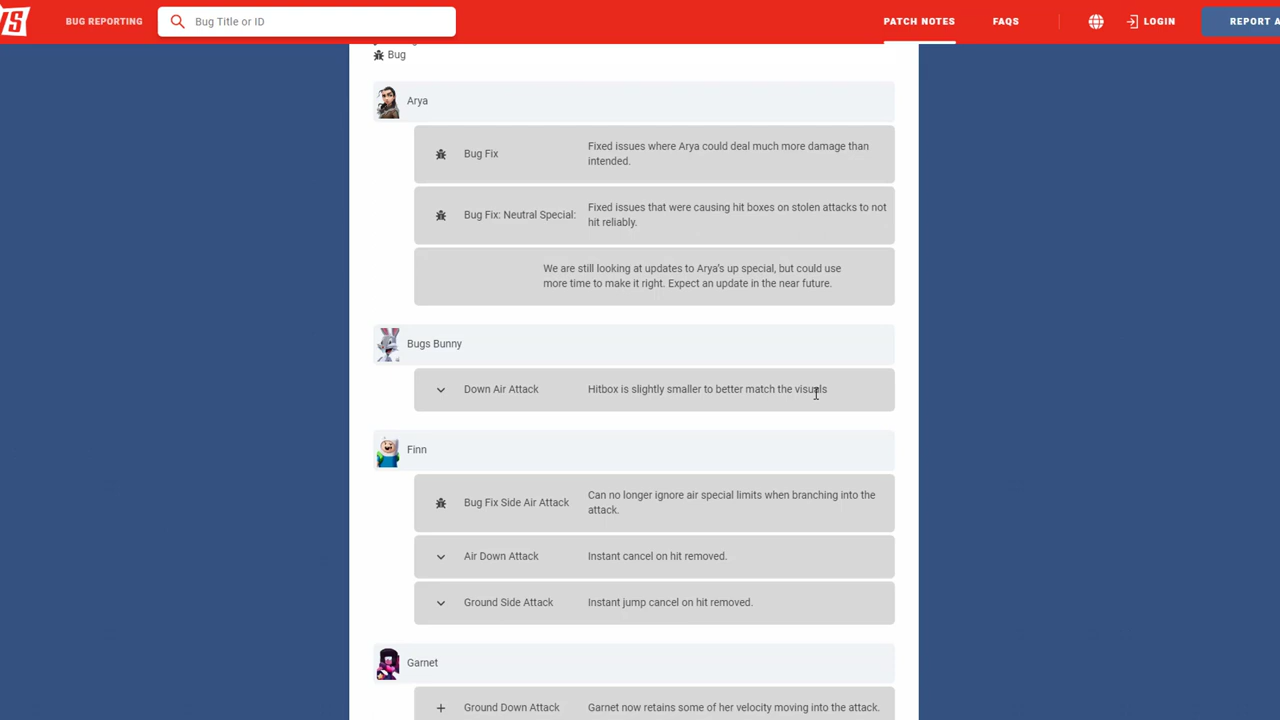 VS BUG REPORTING Bug Title or ID PATCH NOTES FAQS LOGIN REPORT A
Bug
Arya
Bug Fix Fixed issues where Arya could deal much more damage than
intended.
Bug Fix: Neutral Special: Fixed issues that were causing hit boxes on stolen attacks to not
hit reliably.
We are still looking at updates to Arya's up special, but could use
more time to make it right. Expect an update in the near future.
Bugs Bunny
Down Air Attack Hitbox is slightly smaller to better match the visuals
Finn
Bug Fix Side Air Attack Can no longer ignore air special limits when branching into the
attack.
Air Down Attack Instant cancel on hit removed.
Ground Side Attack Instant jump cancel on hit removed.
Garnet
Ground Down Attack Garnet now retains some of her velocity moving into the attack.